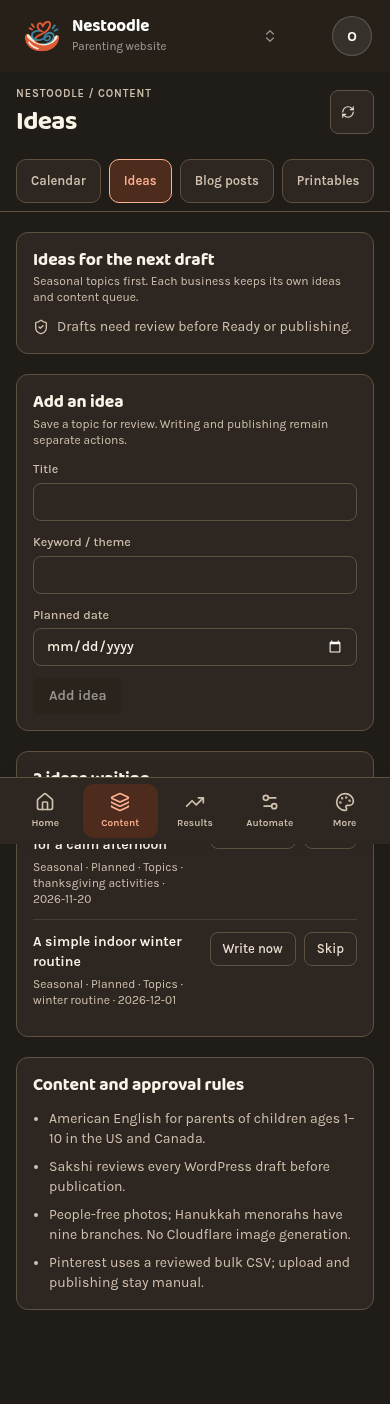 Nestoodle
Parenting website
O
NESTOODLE / CONTENT
Ideas
Calendar
Ideas
Blog posts
Printables
Ideas for the next draft
Seasonal topics first. Each business keeps its own ideas
and content queue.
Drafts need review before Ready or publishing.
Add an idea
Save a topic for review. Writing and publishing remain
separate actions.
Title
Keyword / theme
Planned date
mm/dd/yyyy
Add idea
ideas waiting
Home
Content
Results
Automate
More
for a calm afternoon
Seasonal · Planned · Topics ·
thanksgiving activities ·
2026-11-20
A simple indoor winter
routine
Write now
Skip
Seasonal · Planned · Topics ·
winter routine · 2026-12-01
Content and approval rules
• American English for parents of children ages 1–
10 in the US and Canada.
• Sakshi reviews every WordPress draft before
publication.
• People-free photos; Hanukkah menorahs have
nine branches. No Cloudflare image generation.
• Pinterest uses a reviewed bulk CSV; upload and
publishing stay manual.